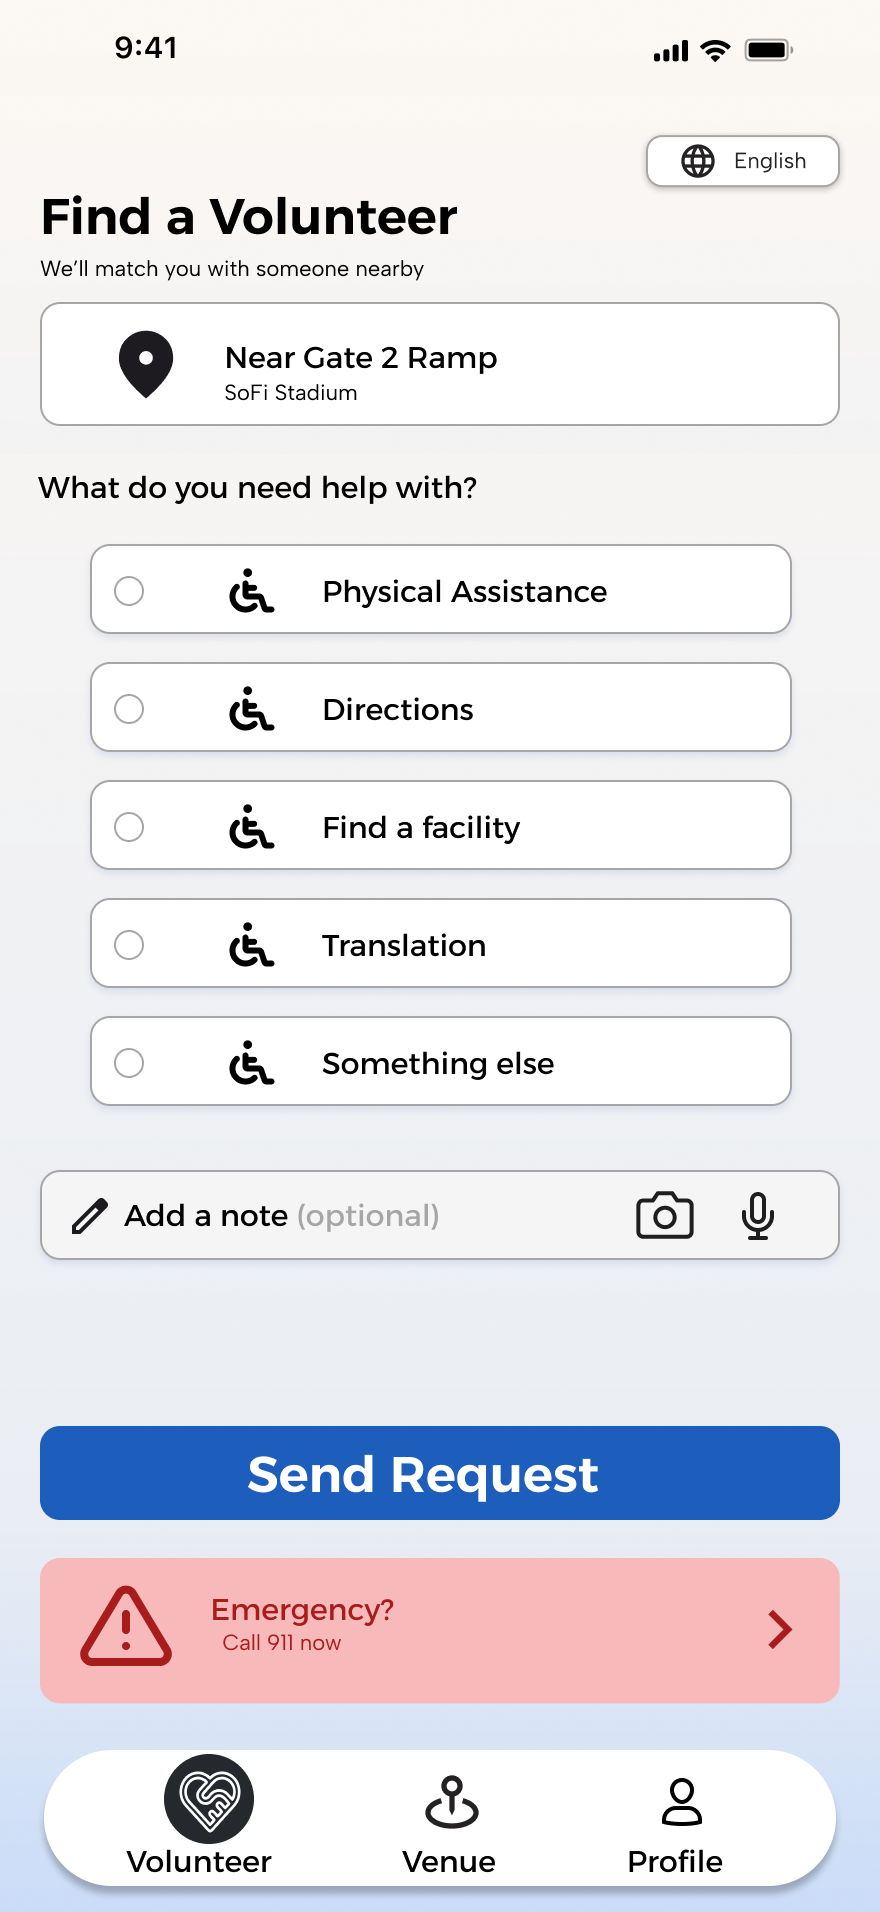 9:41
English
Find a Volunteer
We'll match you with someone nearby
Near Gate 2 Ramp
SoFi Stadium
What do you need help with?
Physical Assistance
Directions
Find a facility
Translation
Something else
Add a note (optional)
Send Request
Emergency?
Call 911 now
Volunteer
Venue
Profile